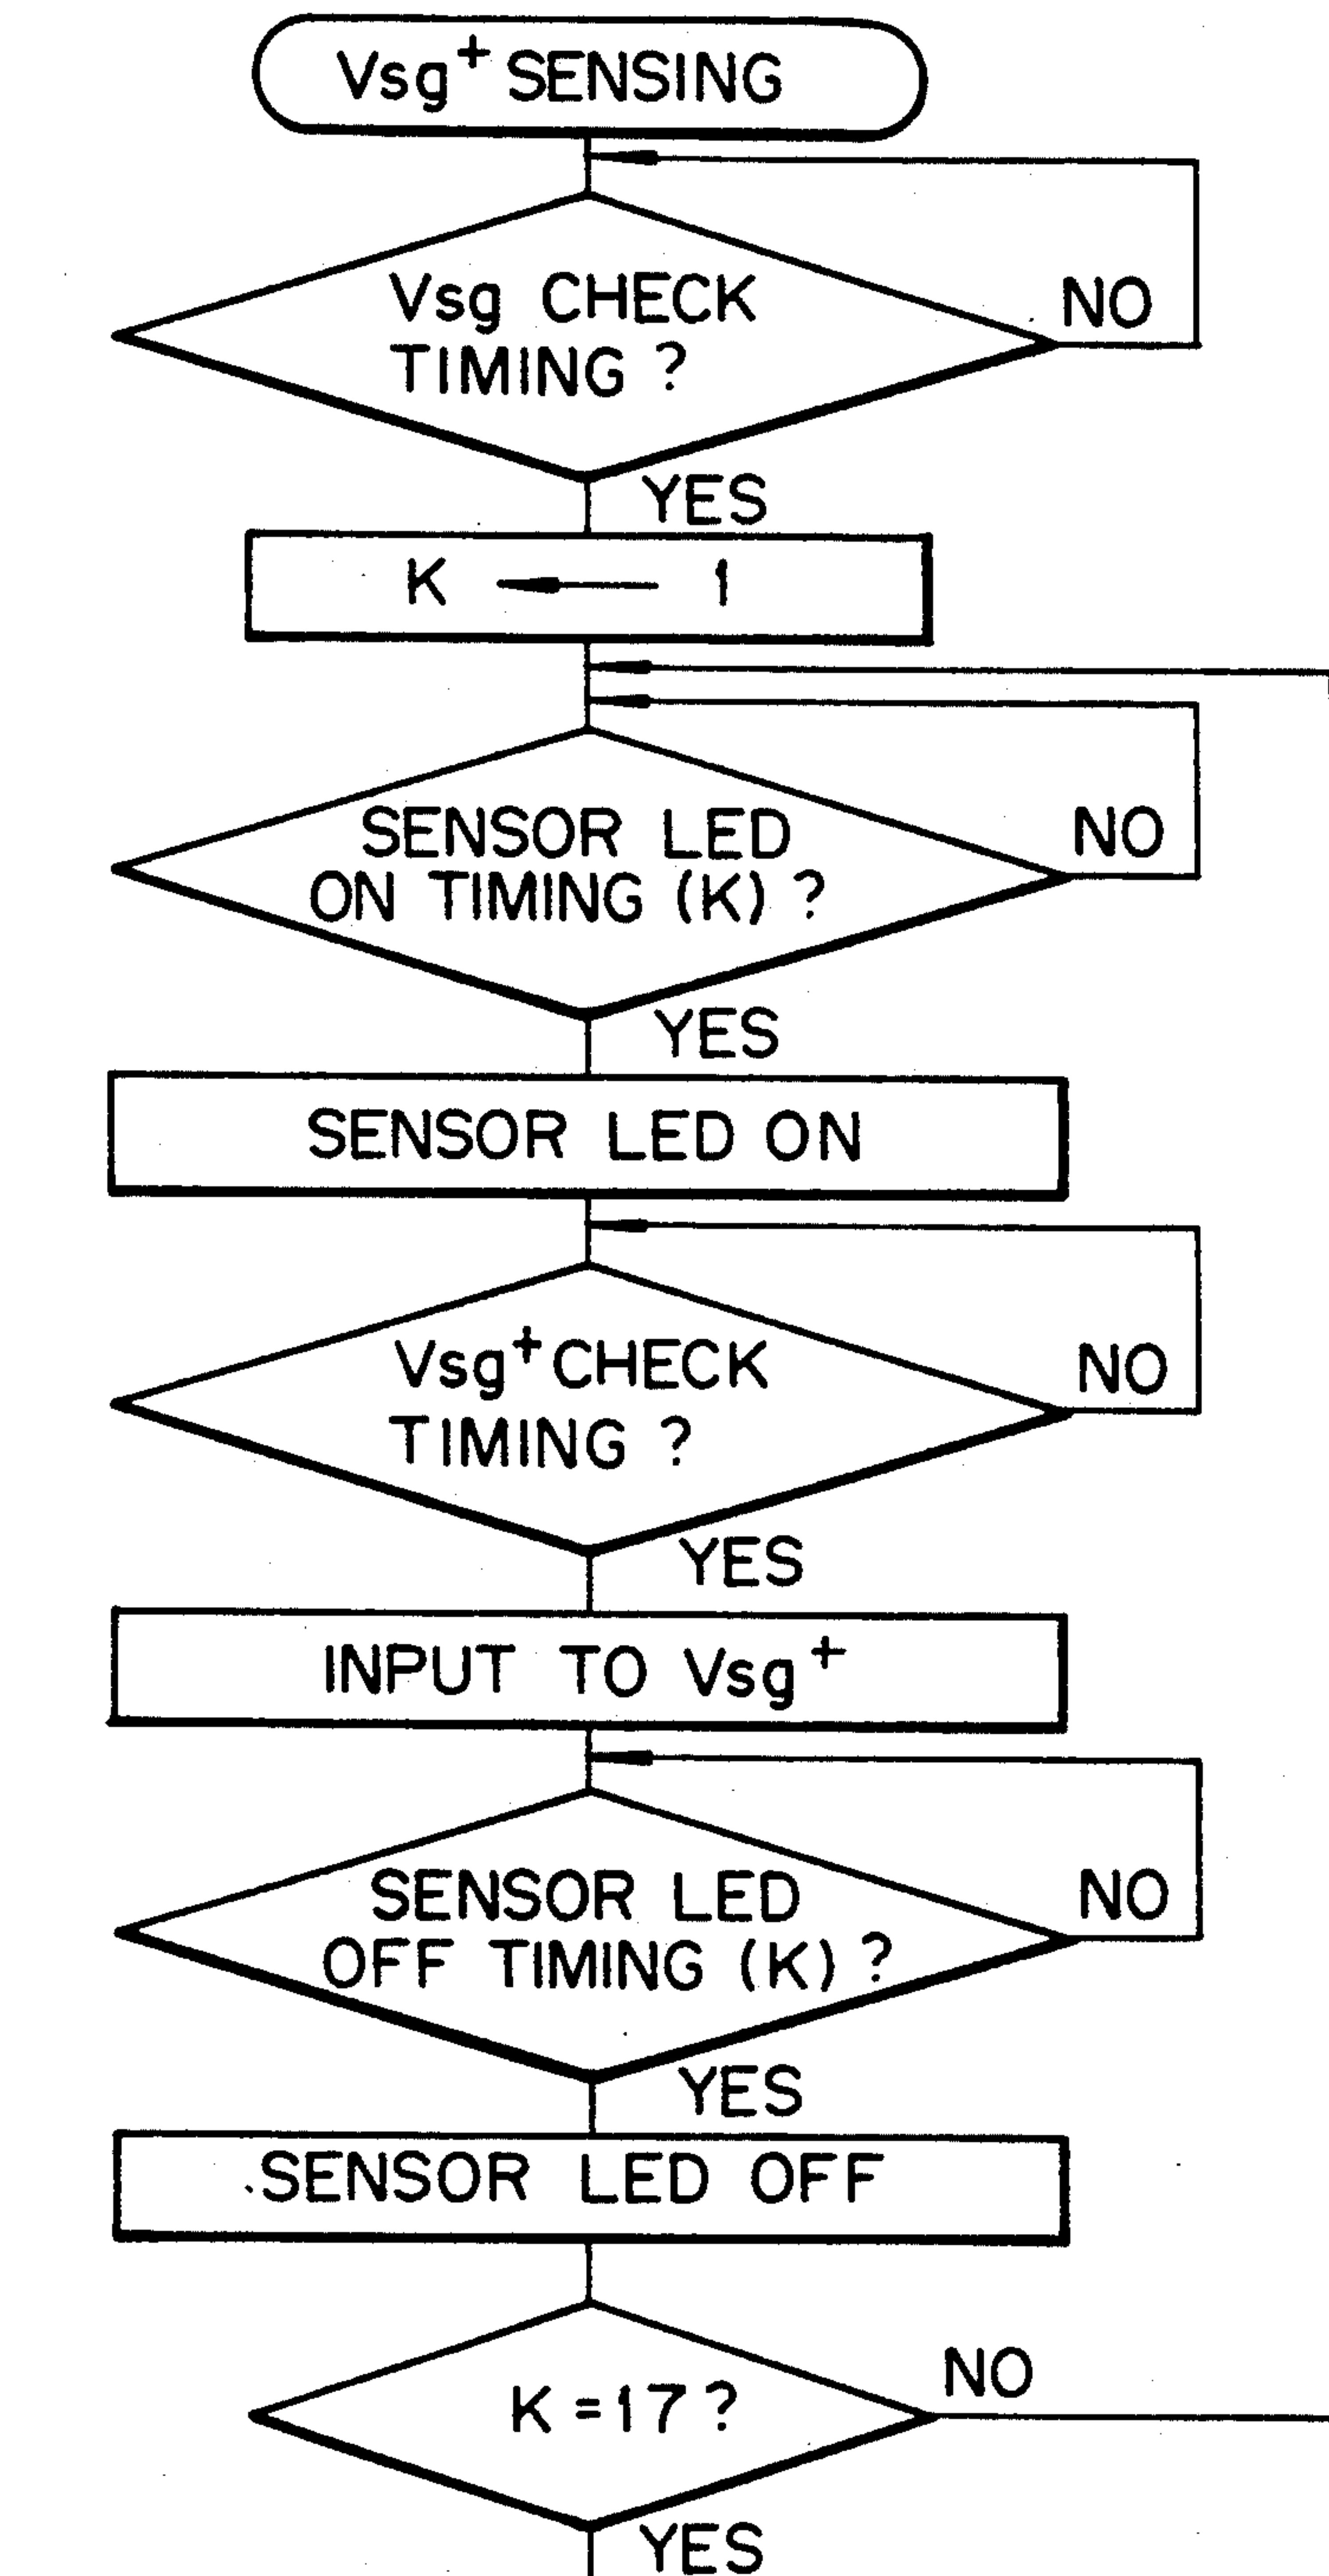 Vsg⁺ SENSING
Vsg CHECK
TIMING ?
NO
YES
K ← 1
SENSOR LED
ON TIMING (K) ?
NO
YES
SENSOR LED ON
Vsg⁺ CHECK
TIMING ?
NO
YES
INPUT TO Vsg⁺
SENSOR LED
OFF TIMING (K) ?
NO
YES
SENSOR LED OFF
K = 17 ?
NO
YES